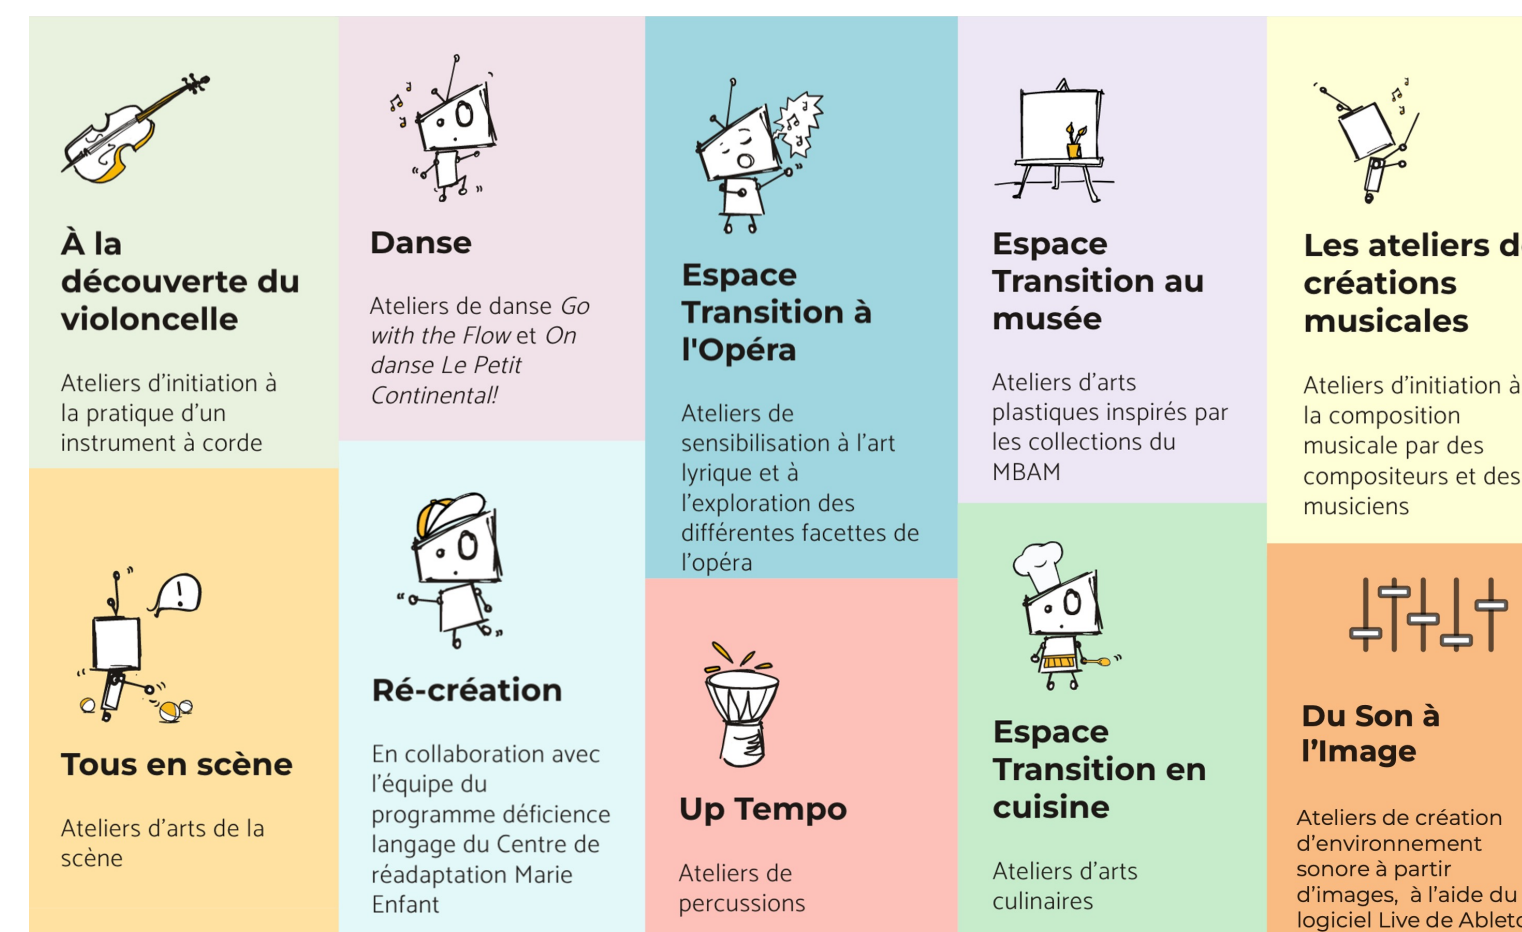 À la
découverte du
violoncelle
Ateliers d'initiation à
la pratique d'un
instrument à corde
Danse
Ateliers de danse Go
with the Flow et On
danse Le Petit
Continental!
Espace
Transition à
l'Opéra
Ateliers de
sensibilisation à l'art
lyrique et à
l'exploration des
différentes facettes de
l'opéra
Espace
Transition au
musée
Ateliers d'arts
plastiques inspirés par
les collections du
MBAM
Les ateliers
créations
musicales
Ateliers d'initiation à
la composition
musicale par des
compositeurs et des
musiciens
!
Tous en scène
Ateliers d'arts de la
scène
Ré-création
En collaboration avec
l'équipe du
programme déficience
langage du Centre de
réadaptation Marie
Enfant
Up Tempo
Ateliers de
percussions
Espace
Transition en
cuisine
Ateliers d'arts
culinaires
Du Son à
l'Image
Ateliers de création
d'environnement
sonore à partir
d'images, à l'aide du
logiciel Live de